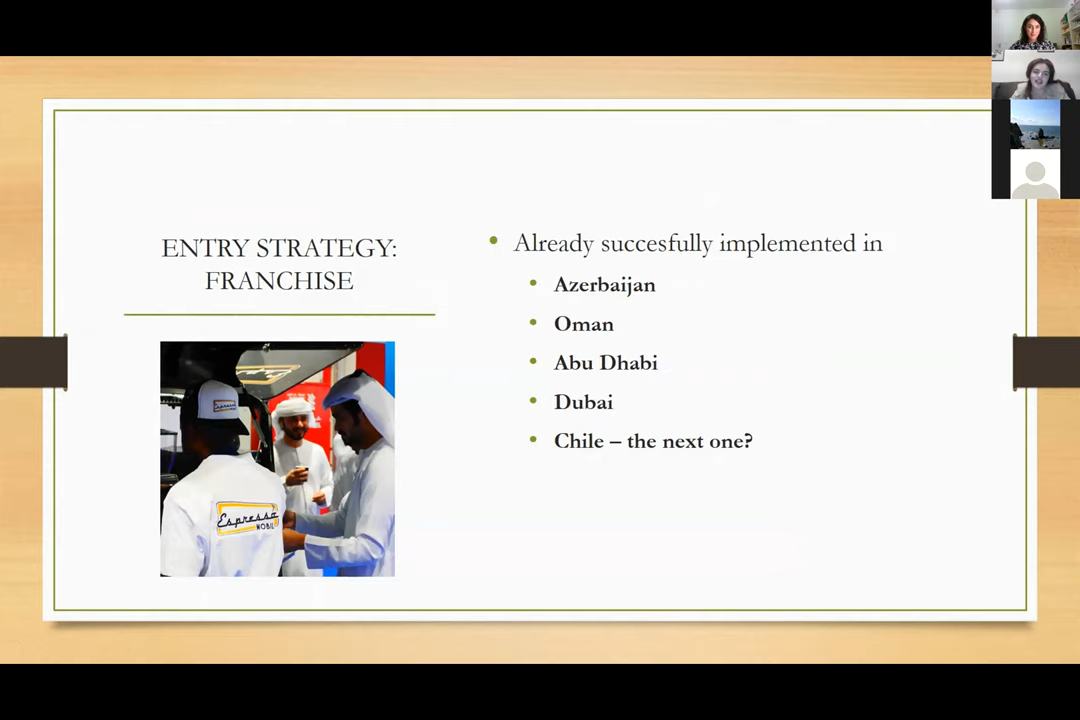 ENTRY STRATEGY:
FRANCHISE
• Already succesfully implemented in
• Azerbaijan
• Oman
• Abu Dhabi
• Dubai
• Chile – the next one?
Espresso
MOBIL